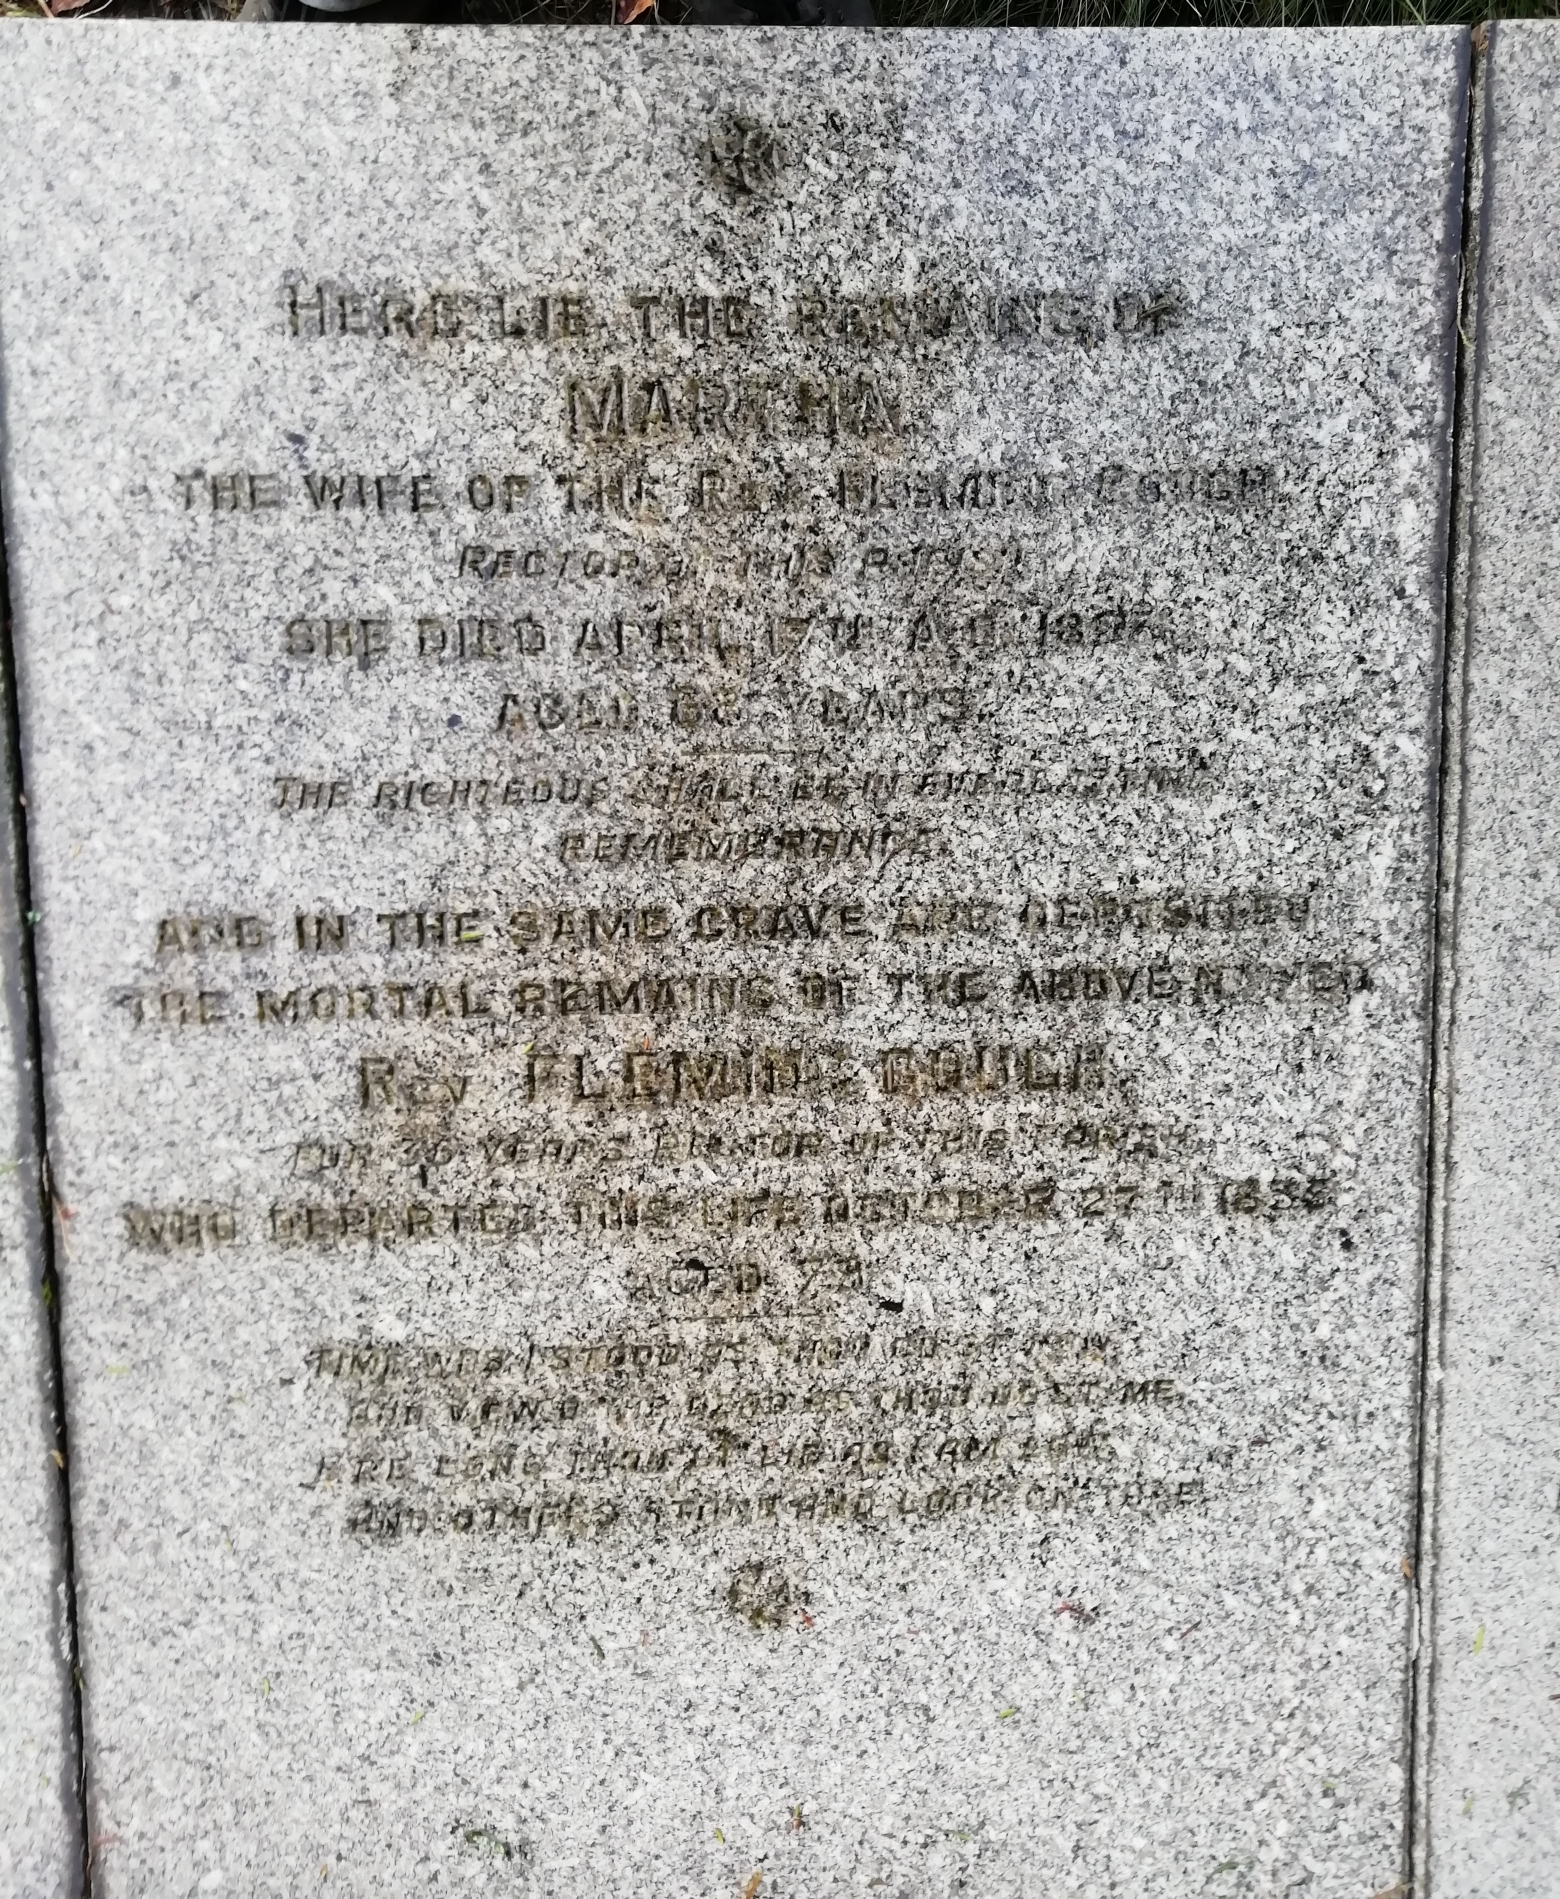 HERE LIE THE REMAINS OF
MARTHA
THE WIFE OF THE REV FLEMING GOUGH
RECTOR OF THIS PARISH
SHE DIED APRIL 17TH A.D.
AGED YEARS.
THE RIGHTEOUS SHALL BE IN EVERLASTING
REMEMBRANCE.
AND IN THE SAME GRAVE ARE DEPOSITED
THE MORTAL REMAINS OF THE ABOVE NAMED
REV FLEMING GOUGH
FOR 36 YEARS RECTOR OF THIS PARISH
WHO DEPARTED THIS LIFE OCTOBER 27TH
AGED
TIME WAS I STOOD AS THOU DOST NOW
AND VIEW'D THE DEAD AS THOU DOST ME
ERE LONG THOU'LT LIE AS I AM LOW
AND OTHERS STAND AND LOOK ON THEE